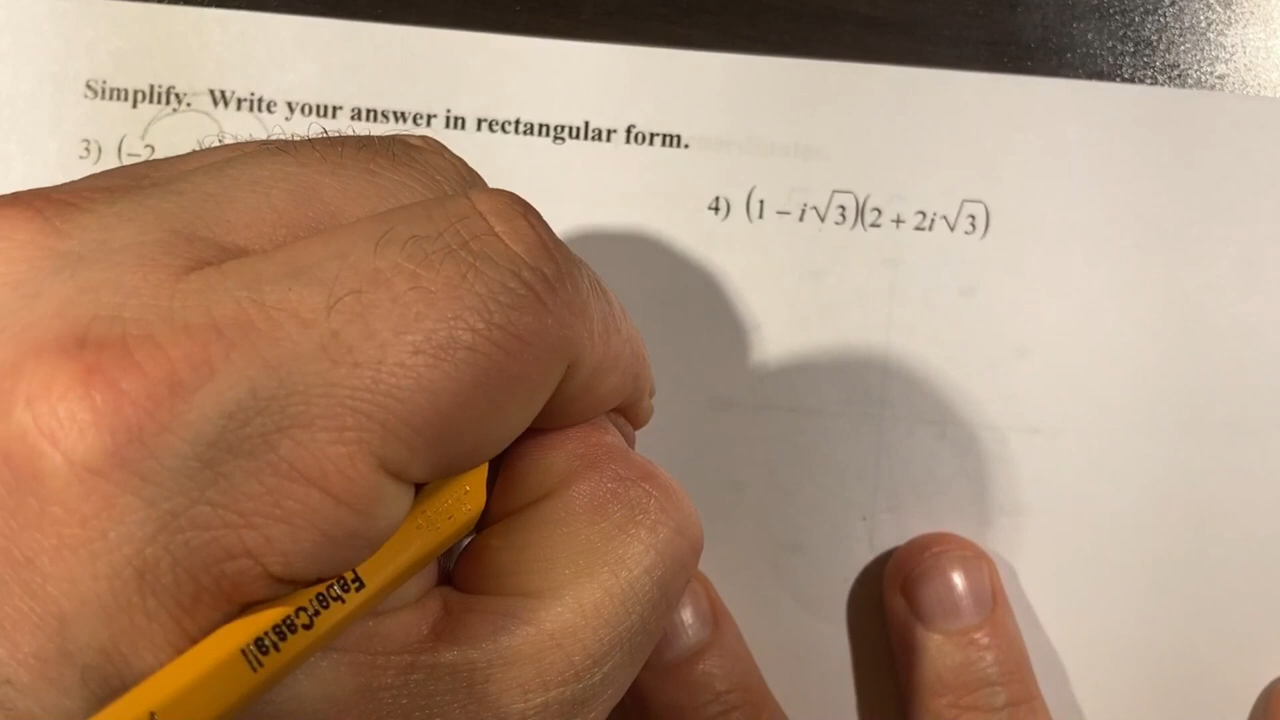 Simplify. Write your answer in rectangular form.
3) (−2
4) (1 − i√3)(2 + 2i√3)
FaberCastell